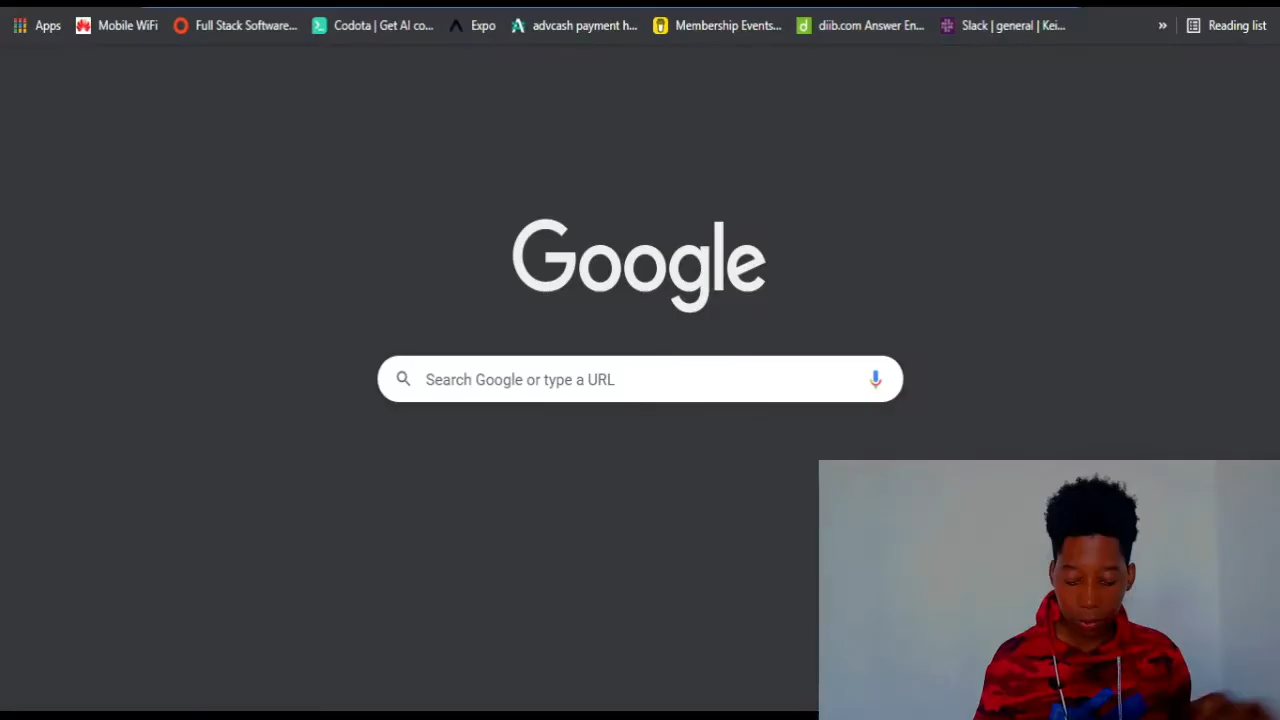 Apps Mobile WiFi Full Stack Software... Codota | Get AI co... Expo advcash payment h... Membership Events... diib.com Answer En... Slack | general | Kei... » Reading list
Google
Search Google or type a URL